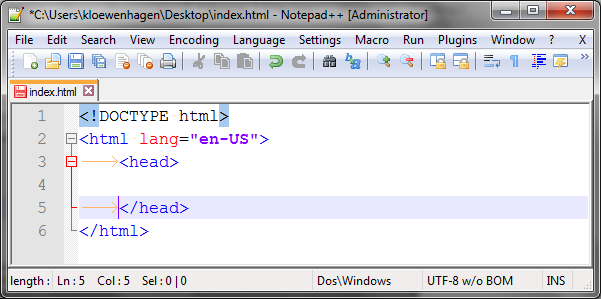 *C:\Users\kloewenhagen\Desktop\index.html - Notepad++ [Administrator]
File Edit Search View Encoding Language Settings Macro Run Plugins Window ? X
index.html
1 <!DOCTYPE html>
2 <html lang="en-US">
3 <head>
4
5 </head>
6 </html>
length : Ln : 5 Col : 5 Sel : 0 | 0 Dos\Windows UTF-8 w/o BOM INS